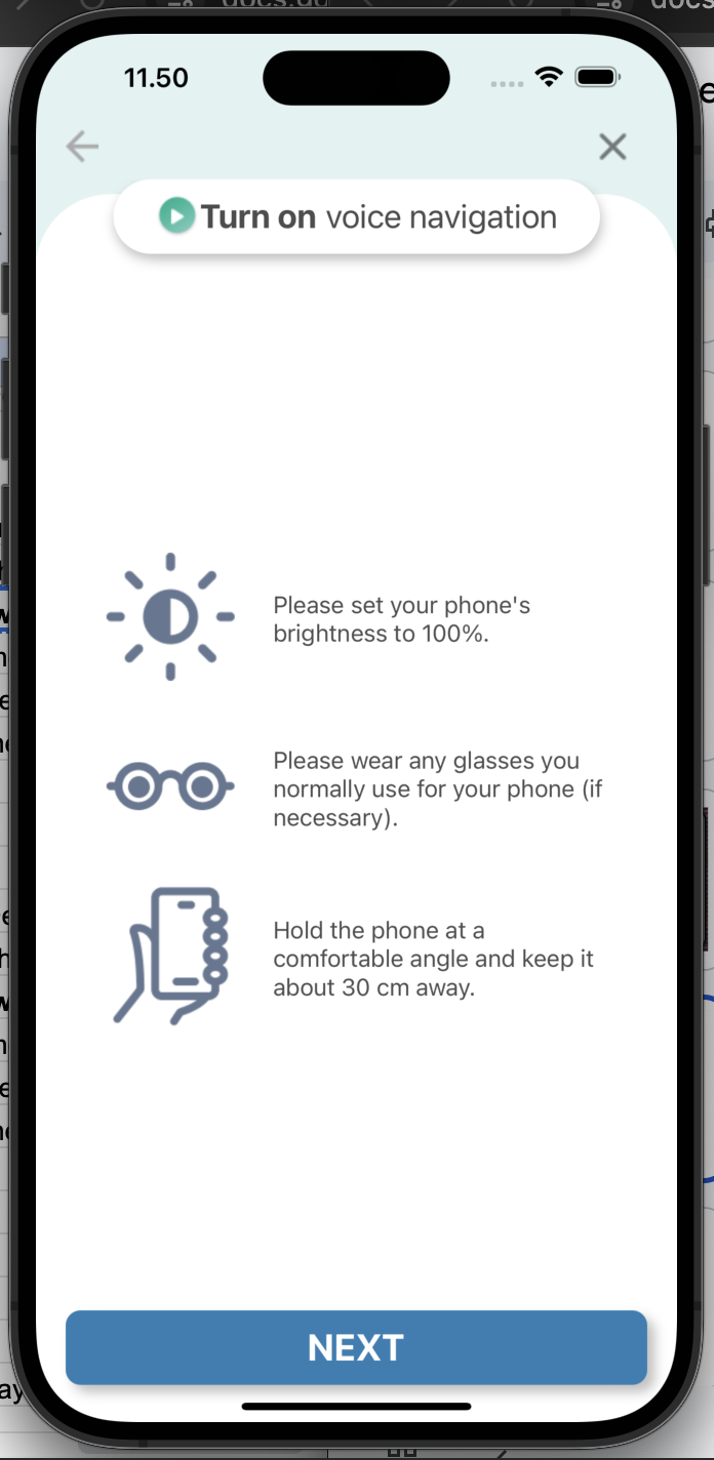 11.50
Turn on voice navigation
Please set your phone's
brightness to 100%.
Please wear any glasses you
normally use for your phone (if
necessary).
Hold the phone at a
comfortable angle and keep it
about 30 cm away.
NEXT